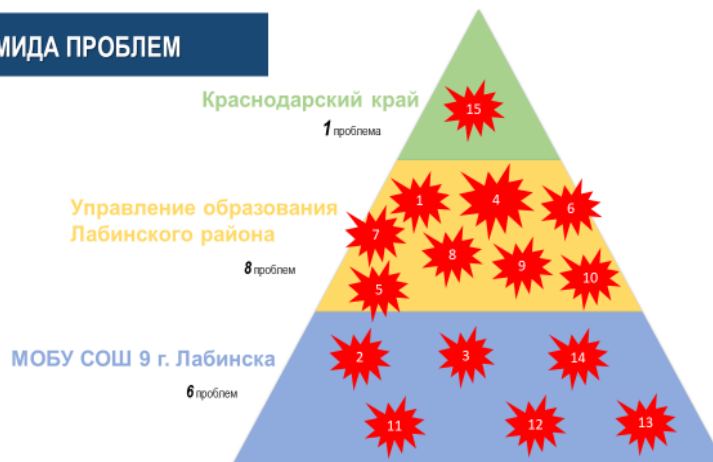 МИДА ПРОБЛЕМ
Краснодарский край
1 проблема
15
Управление образования
Лабинского района
8 проблем
1
4
6
7
8
9
10
5
МОБУ СОШ 9 г. Лабинска
6 проблем
2
3
14
11
12
13